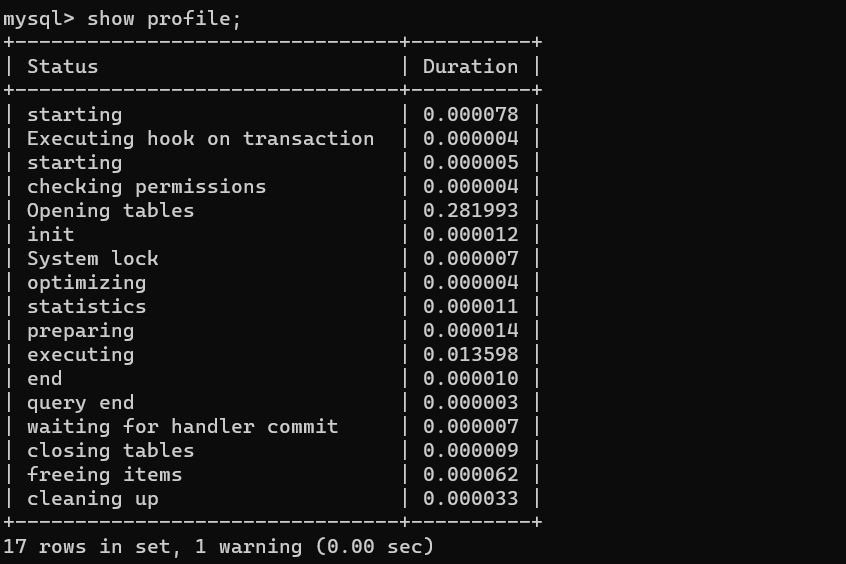 mysql> show profile;
+--------------------------------+----------+
| Status                         | Duration |
+--------------------------------+----------+
| starting                       | 0.000078 |
| Executing hook on transaction  | 0.000004 |
| starting                       | 0.000005 |
| checking permissions           | 0.000004 |
| Opening tables                 | 0.281993 |
| init                           | 0.000012 |
| System lock                    | 0.000007 |
| optimizing                     | 0.000004 |
| statistics                     | 0.000011 |
| preparing                      | 0.000014 |
| executing                      | 0.013598 |
| end                            | 0.000010 |
| query end                      | 0.000003 |
| waiting for handler commit     | 0.000007 |
| closing tables                 | 0.000009 |
| freeing items                  | 0.000062 |
| cleaning up                    | 0.000033 |
+--------------------------------+----------+
17 rows in set, 1 warning (0.00 sec)